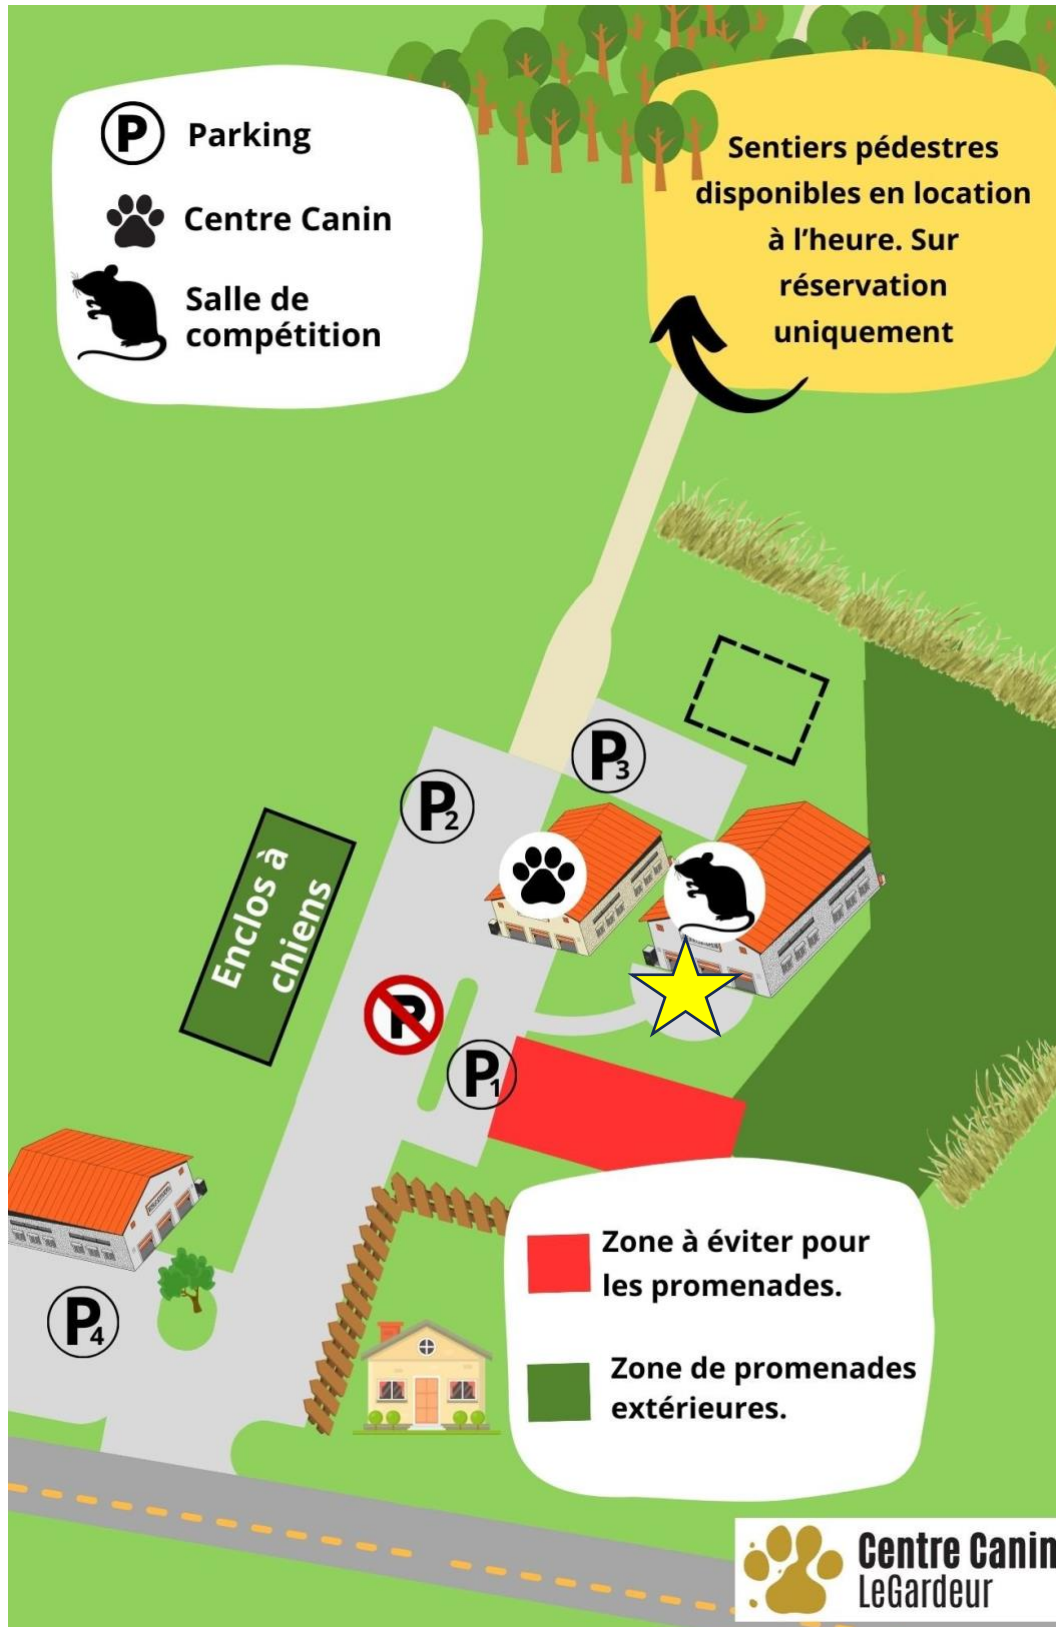 P Parking
Centre Canin
Salle de
compétition
Sentiers pédestres
disponibles en location
à l'heure. Sur
réservation
uniquement
P3
P2
Enclos à
chiens
P
P1
P4
Zone à éviter pour
les promenades.
Zone de promenades
extérieures.
Centre Canin
LeGardeur